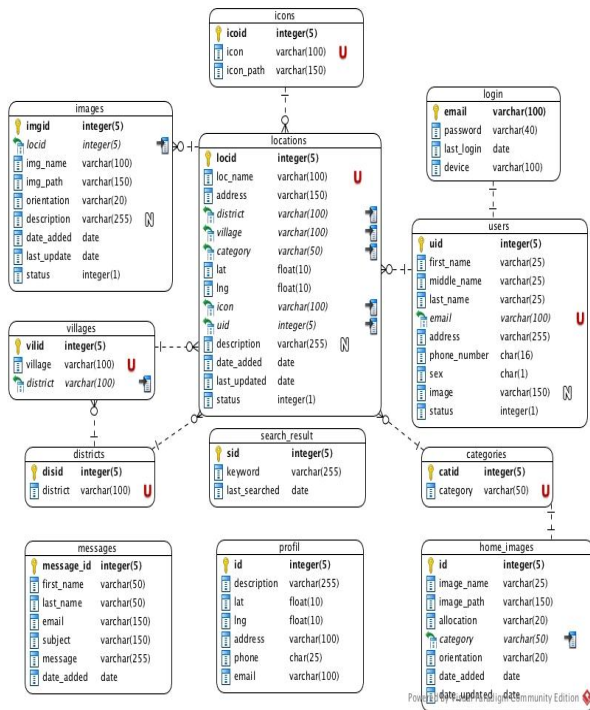 icons
icoid integer(5)
icon varchar(100) U
icon_path varchar(150)
images
imgid integer(5)
locid integer(5)
img_name varchar(100)
img_path varchar(150)
orientation varchar(20)
description varchar(255) N
date_added date
last_update date
status integer(1)
locations
locid integer(5)
loc_name varchar(100) U
address varchar(150)
district varchar(100)
village varchar(100)
category varchar(50)
lat float(10)
lng float(10)
icon varchar(100)
uid integer(5)
description varchar(255) N
date_added date
last_updated date
status integer(1)
login
email varchar(100)
password varchar(40)
last_login date
device varchar(100)
users
uid integer(5)
first_name varchar(25)
middle_name varchar(25)
last_name varchar(25)
email varchar(100) U
address varchar(255)
phone_number char(16)
sex char(1)
image varchar(150) N
status integer(1)
villages
vilid integer(5)
village varchar(100) U
district varchar(100)
districts
disid integer(5)
district varchar(100) U
search_result
sid integer(5)
keyword varchar(255)
last_searched date
categories
catid integer(5)
category varchar(50) U
messages
message_id integer(5)
first_name varchar(50)
last_name varchar(50)
email varchar(150)
subject varchar(150)
message varchar(255)
date_added date
profil
id integer(5)
description varchar(255)
lat float(10)
lng float(10)
address varchar(100)
phone char(25)
email varchar(100)
home_images
id integer(5)
image_name varchar(25)
image_path varchar(150)
allocation varchar(20)
category varchar(50)
orientation varchar(20)
date_added date
date_updated date
Powered By Visual Paradigm Community Edition